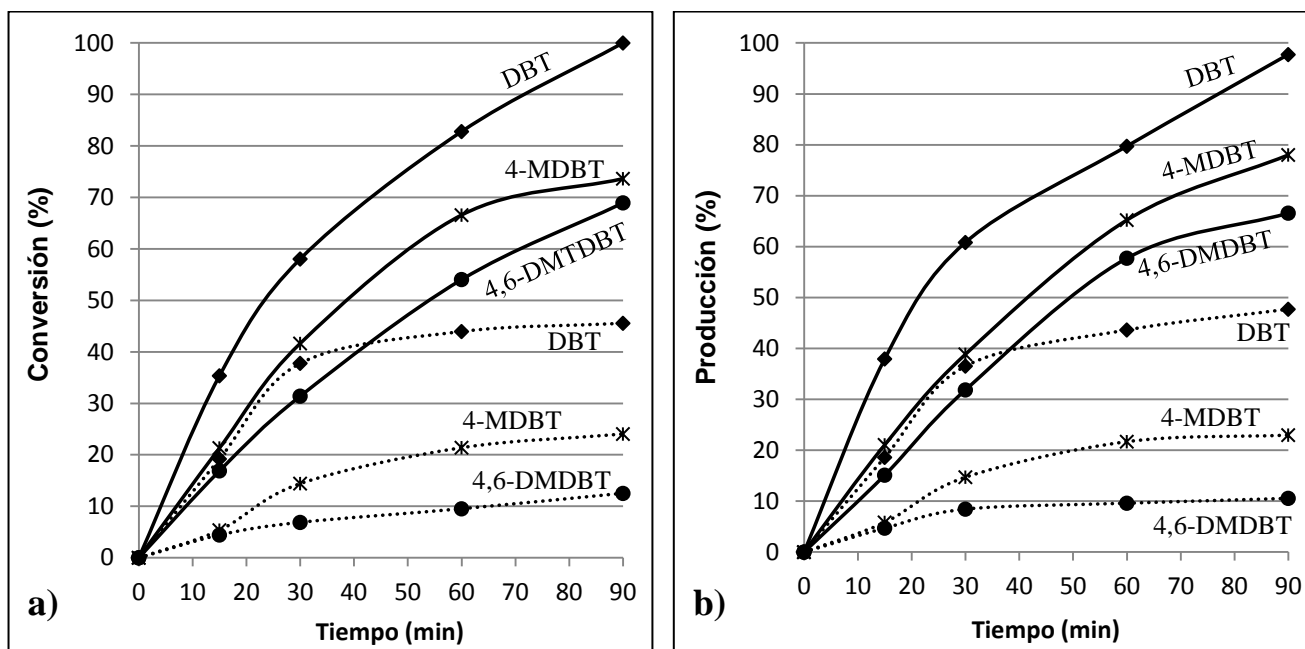 Conversión (%)
100
90
80
70
60
50
40
30
20
10
0
DBT
4-MDBT
4,6-DMTDBT
DBT
4-MDBT
4,6-DMDBT
0 10 20 30 40 50 60 70 80 90
Tiempo (min)
a)
Producción (%)
100
90
80
70
60
50
40
30
20
10
0
DBT
4-MDBT
4,6-DMDBT
DBT
4-MDBT
4,6-DMDBT
0 10 20 30 40 50 60 70 80 90
Tiempo (min)
b)